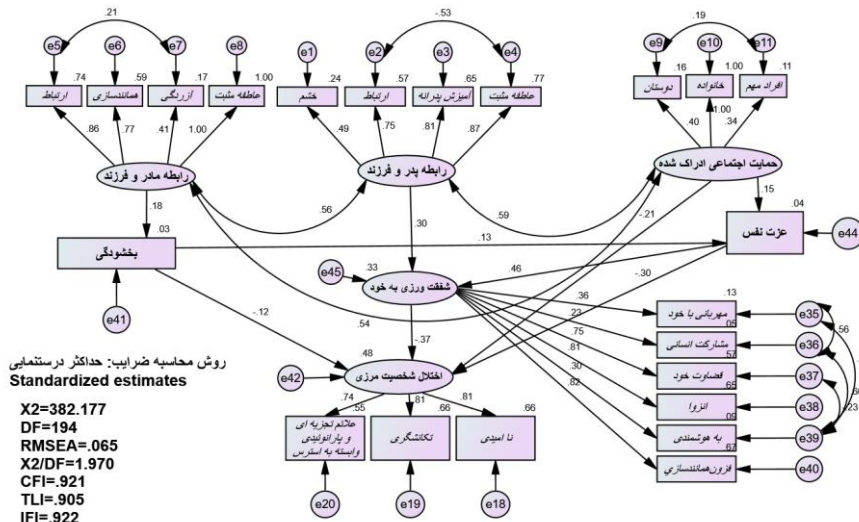 .21
-.53
.19
e5 e6 e7 e8 e1 e2 e3 e4 e9 e10 e11
.74 .59 .17 1.00 .24 .57 .65 .77 .16 1.00 .11
ارتباط همانندسازی آزردگی عاطفه مثبت خشم ارتباط آمیزش پدرانه عاطفه مثبت دوستان خانواده افراد مهم
.86 .77 .41 1.00 .49 .75 .81 .87 .40 1.00 .34
رابطه مادر و فرزند رابطه پدر و فرزند حمایت اجتماعی ادراک شده
.18 .56 .30 .59 -.21 .15
.03 .04
بخشودگی .13 عزت نفس e44
e45 .33 .46 -.30
شفقت ورزی به خود
e41
-.12 .54 -.37
.36 .13 مهربانی با خود e35
.23 .05 مشارکت انسانی e36 .56
.75 .57 قضاوت خود e37
.81 .65 انزوا e38
.30 .09 به هوشمندی e39 .23
.82 .67 فزون‌همانندسازی e40
.48
e42 اختلال شخصیت مرزی
.74 .81 .81
.55 .66 .66
علائم تجزیه ای و پارانوئیدی وابسته به استرس تکانشگری نا امیدی
e20 e19 e18
روش محاسبه ضرایب: حداکثر درستنمایی
Standardized estimates
X2=382.177
DF=194
RMSEA=.065
X2/DF=1.970
CFI=.921
TLI=.905
IFI=.922